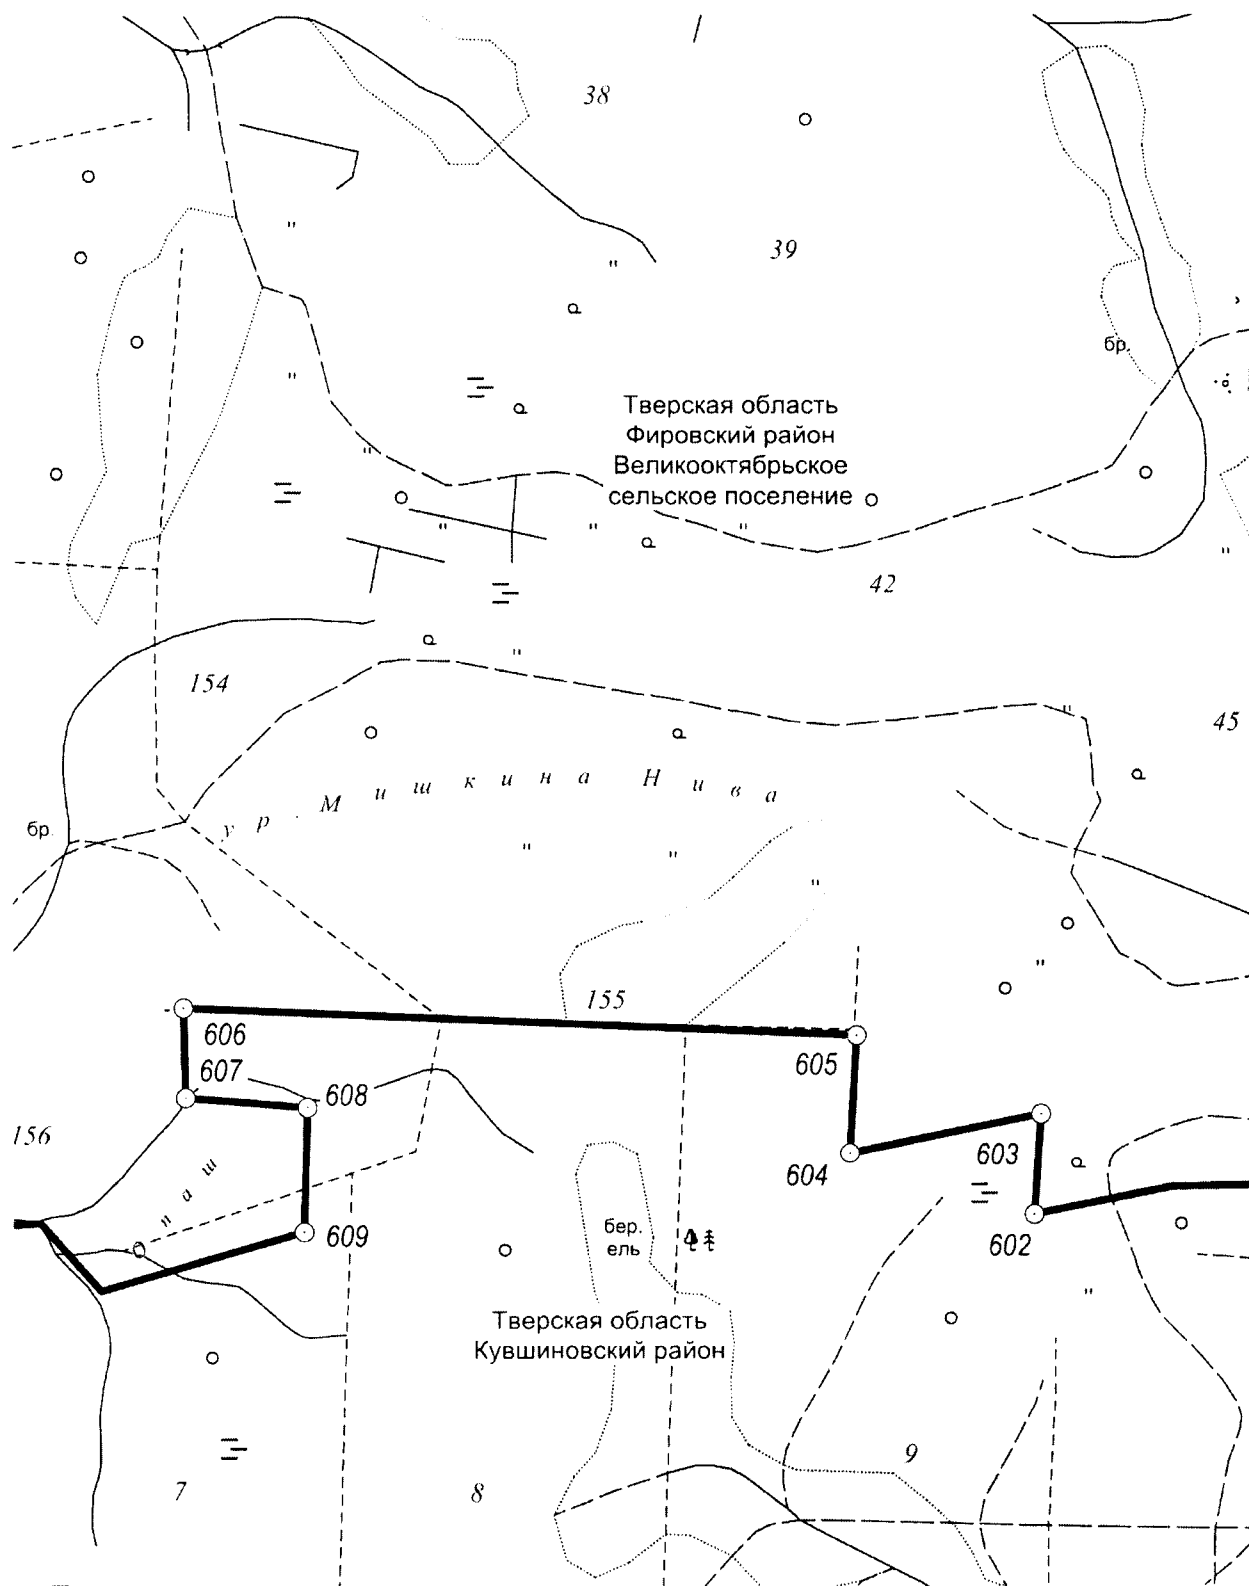 38
39
бр.
Тверская область
Фировский район
Великооктябрьское
сельское поселение
42
154
45
ур. Мишкина Нива
бр.
155
606
605
607
608
156
603
604
Опаш
бер.
ель
609
602
Тверская область
Кувшиновский район
9
7
8